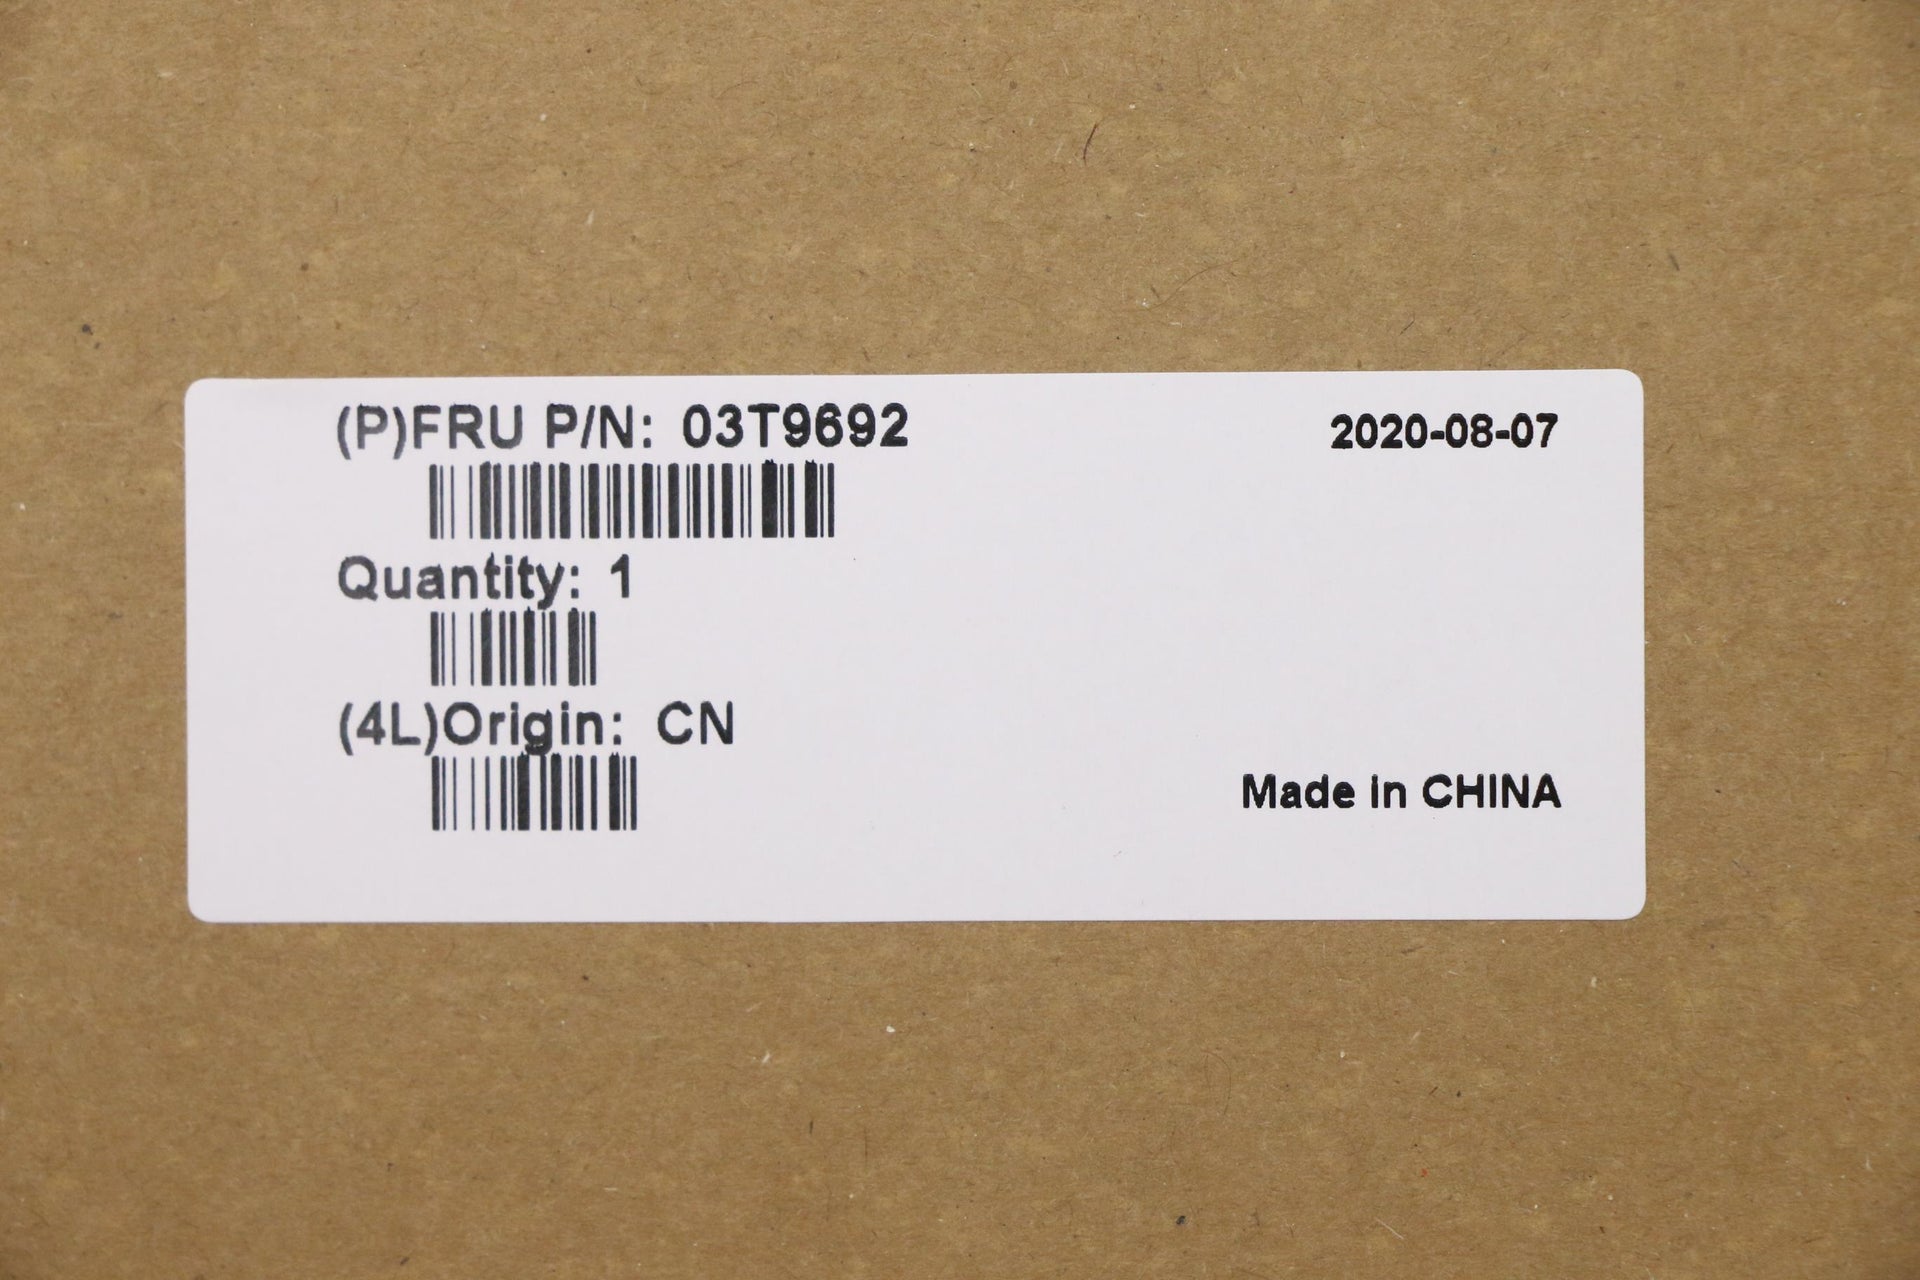 (P)FRU P/N: 03T9692
2020-08-07
Quantity: 1
(4L)Origin: CN
Made in CHINA